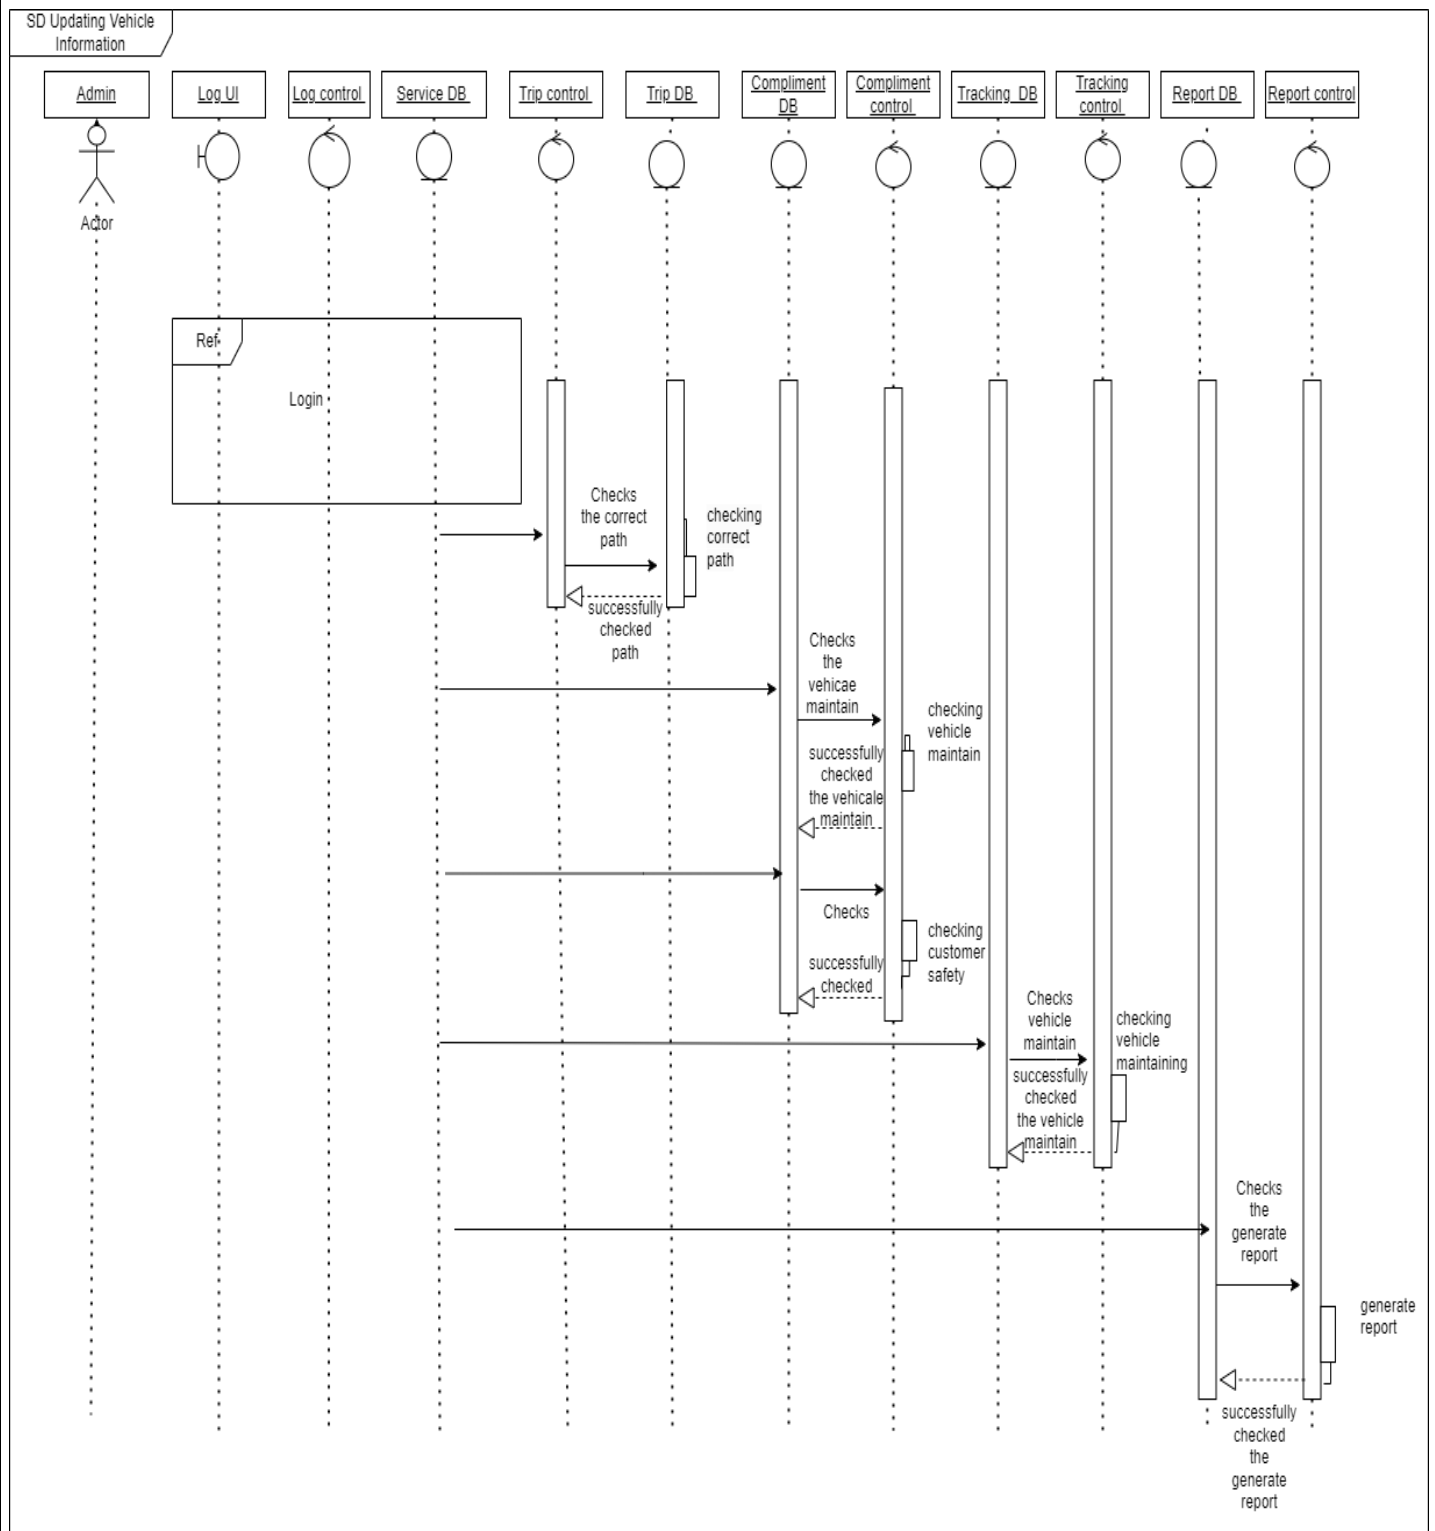 SD Updating Vehicle
Information
Admin
Log UI
Log control
Service DB
Trip control
Trip DB
Compliment
DB
Compliment
control
Tracking DB
Tracking
control
Report DB
Report control
Actor
Ref
Login
Checks
the correct
path
checking
correct
path
successfully
checked
path
Checks
the
vehicae
maintain
checking
vehicle
maintain
successfully
checked
the vehicale
maintain
Checks
checking
customer
safety
successfully
checked
Checks
vehicle
maintain
checking
vehicle
maintaining
successfully
checked
the vehicle
maintain
Checks
the
generate
report
generate
report
successfully
checked
the
generate
report